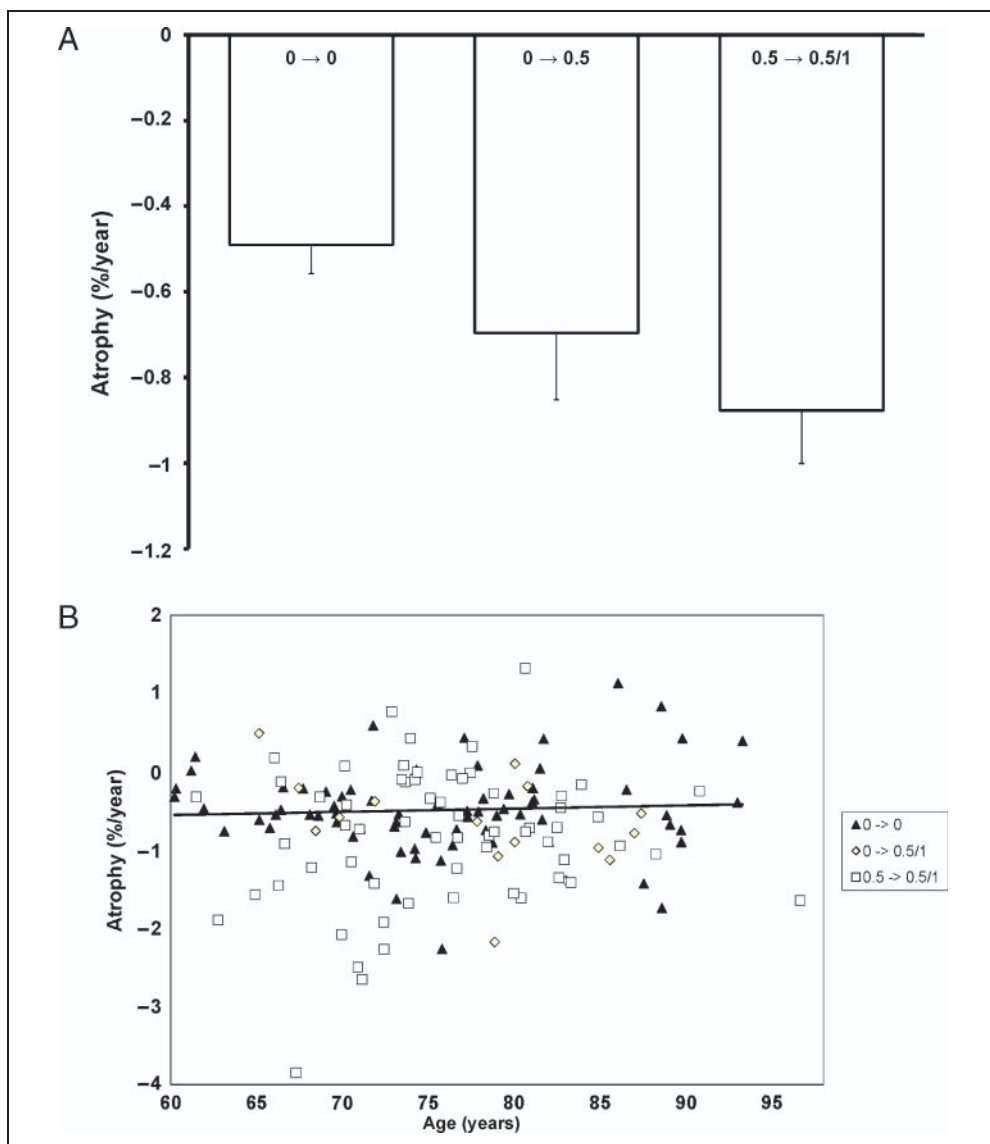 A
0
0 → 0
0 → 0.5
0.5 → 0.5/1
−0.2
−0.4
−0.6
−0.8
−1
−1.2
Atrophy (%/year)
B
2
1
0
−1
−2
−3
−4
Atrophy (%/year)
60 65 70 75 80 85 90 95
Age (years)
0 -> 0
0 -> 0.5/1
0.5 -> 0.5/1